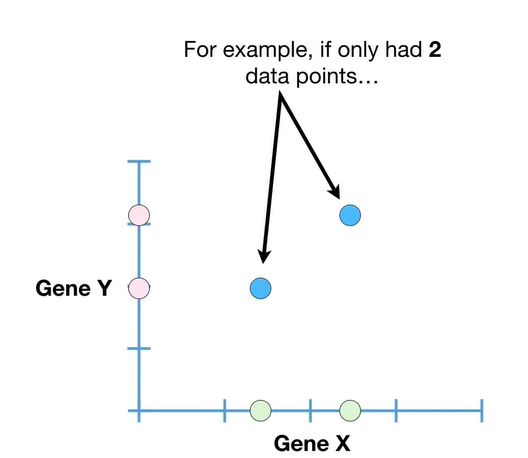 For example, if only had 2
data points…
Gene Y
Gene X